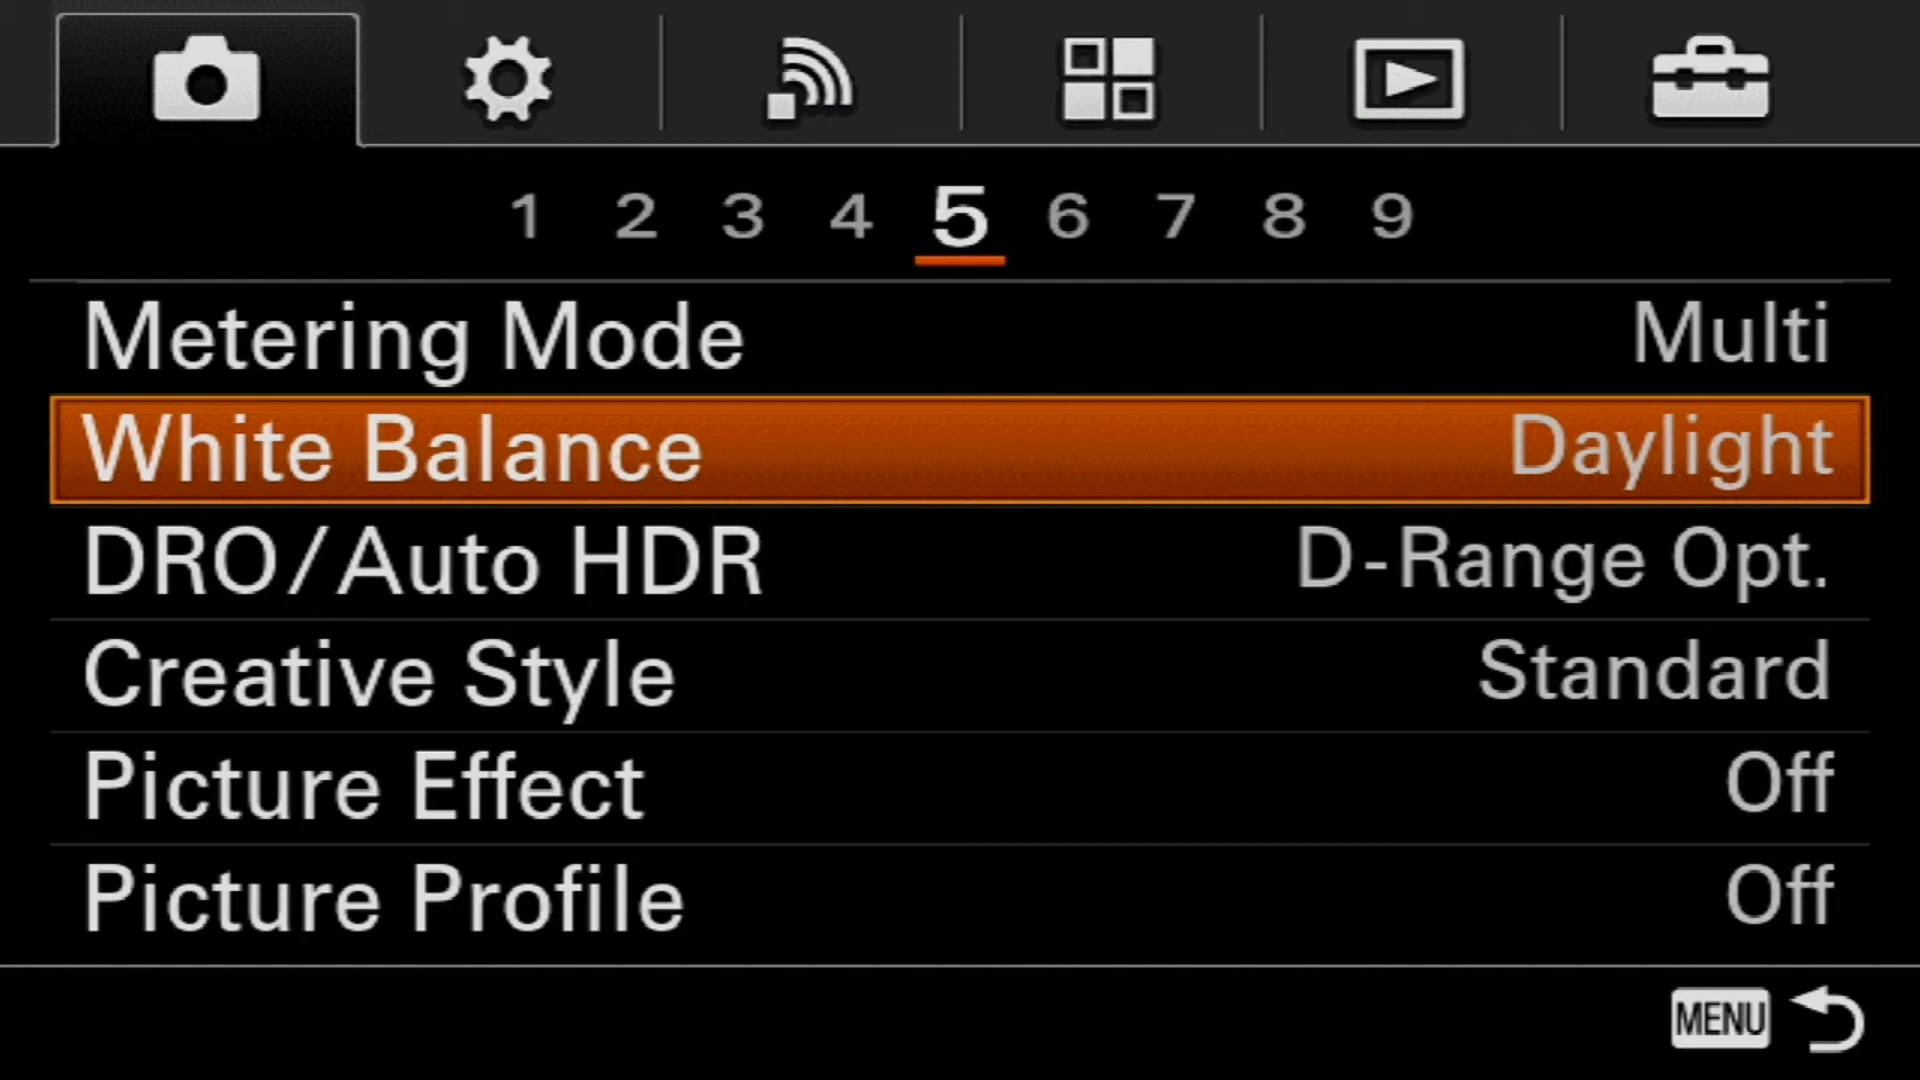 1 2 3 4 5 6 7 8 9
Metering Mode Multi
White Balance Daylight
DRO/Auto HDR D-Range Opt.
Creative Style Standard
Picture Effect Off
Picture Profile Off
MENU